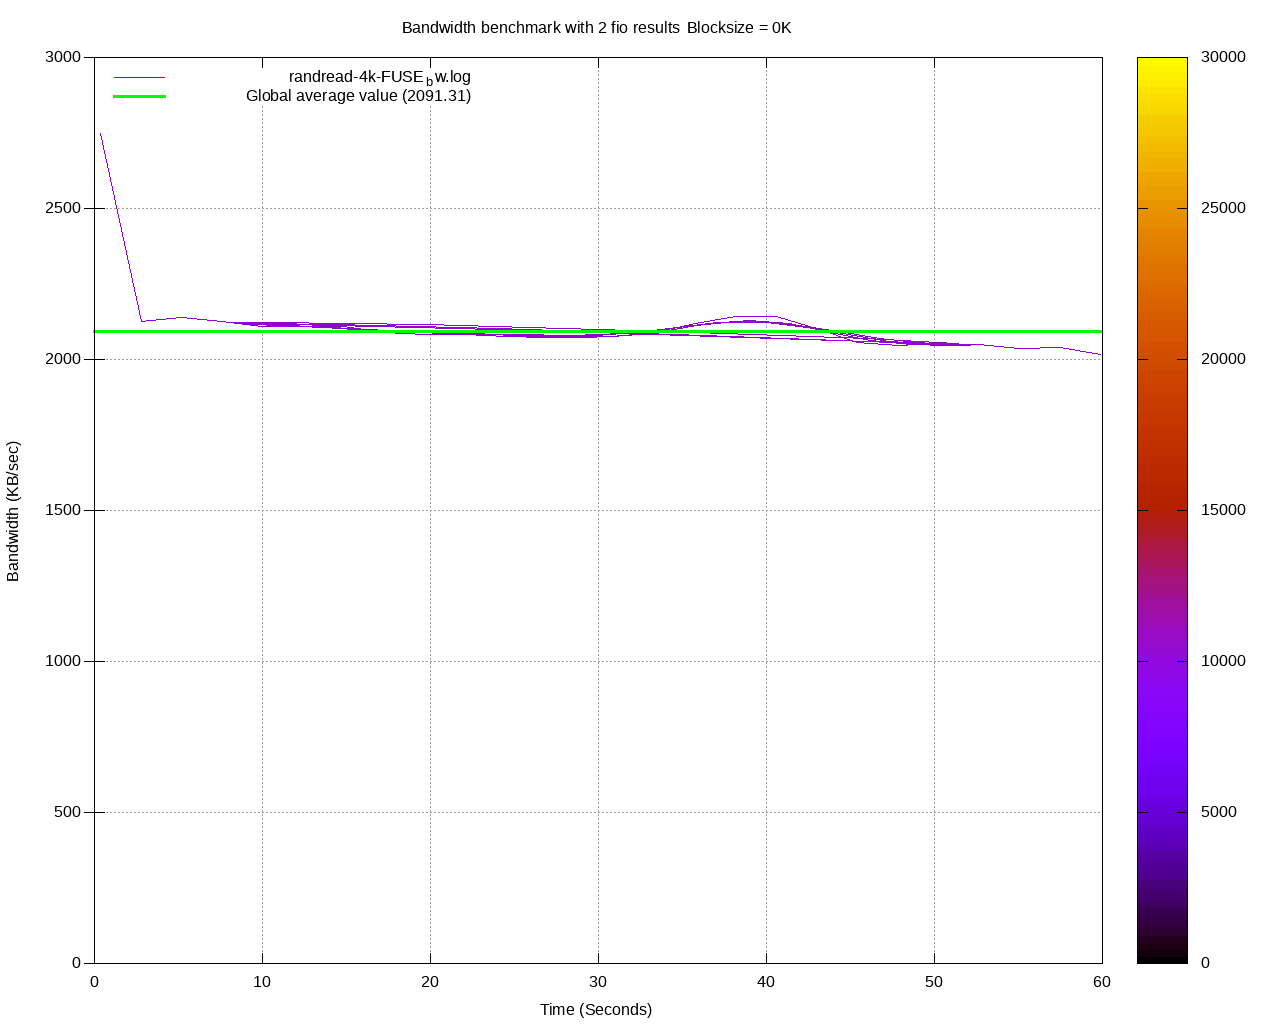 Bandwidth benchmark with 2 fio results Blocksize = 0K
randread-4k-FUSE_bw.log
Global average value (2091.31)
3000
2500
2000
1500
1000
500
0
Bandwidth (KB/sec)
0 10 20 30 40 50 60
Time (Seconds)
30000
25000
20000
15000
10000
5000
0